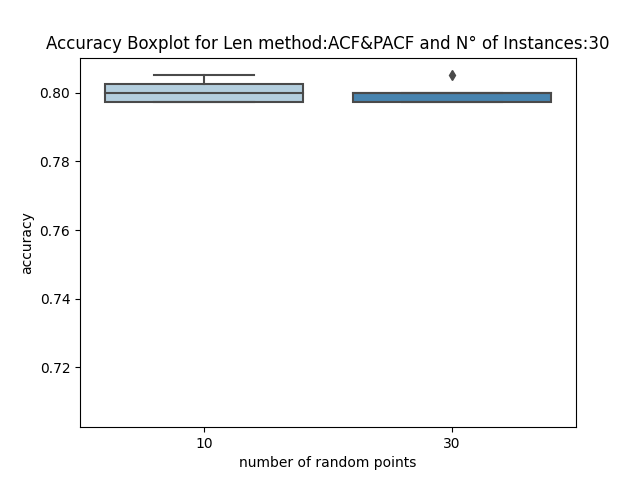 Accuracy Boxplot for Len method:ACF&PACF and N° of Instances:30
0.80
0.78
0.76
0.74
0.72
accuracy
10 30
number of random points